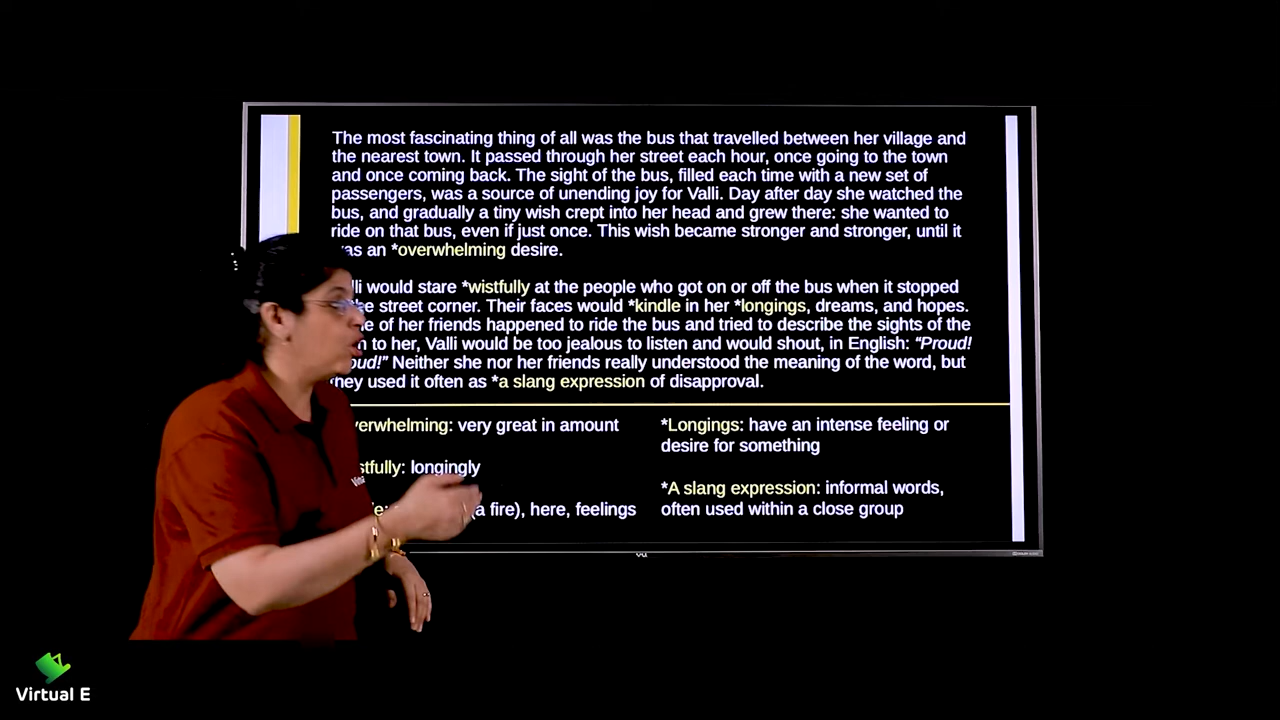 The most fascinating thing of all was the bus that travelled between her village and
the nearest town. It passed through her street each hour, once going to the town
and once coming back. The sight of the bus, filled each time with a new set of
passengers, was a source of unending joy for Valli. Day after day she watched the
bus, and gradually a tiny wish crept into her head and grew there: she wanted to
ride on that bus, even if just once. This wish became stronger and stronger, until it
as an *overwhelming desire.
lli would stare *wistfully at the people who got on or off the bus when it stopped
street corner. Their faces would *kindle in her *longings, dreams, and hopes.
e of her friends happened to ride the bus and tried to describe the sights of the
n to her, Valli would be too jealous to listen and would shout, in English: “Proud!
oud!” Neither she nor her friends really understood the meaning of the word, but
they used it often as *a slang expression of disapproval.
verwhelming: very great in amount
stfully: longingly
(a fire), here, feelings
*Longings: have an intense feeling or
desire for something
*A slang expression: informal words,
often used within a close group
Virtual E